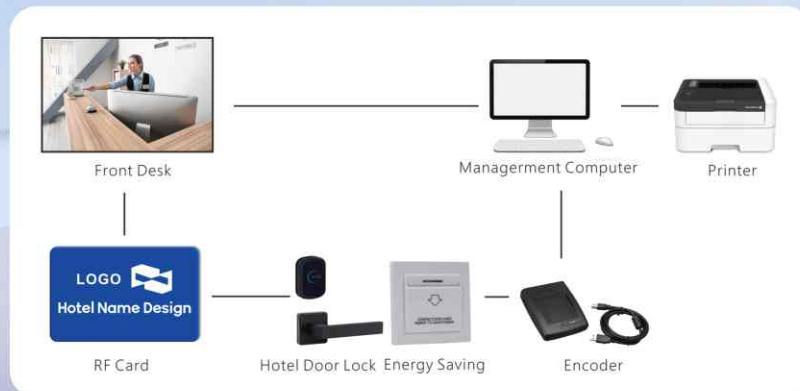 Front Desk
Managerment Computer
Printer
LOGO
Hotel Name Design
RF Card
Hotel Door Lock
Energy Saving
Encoder